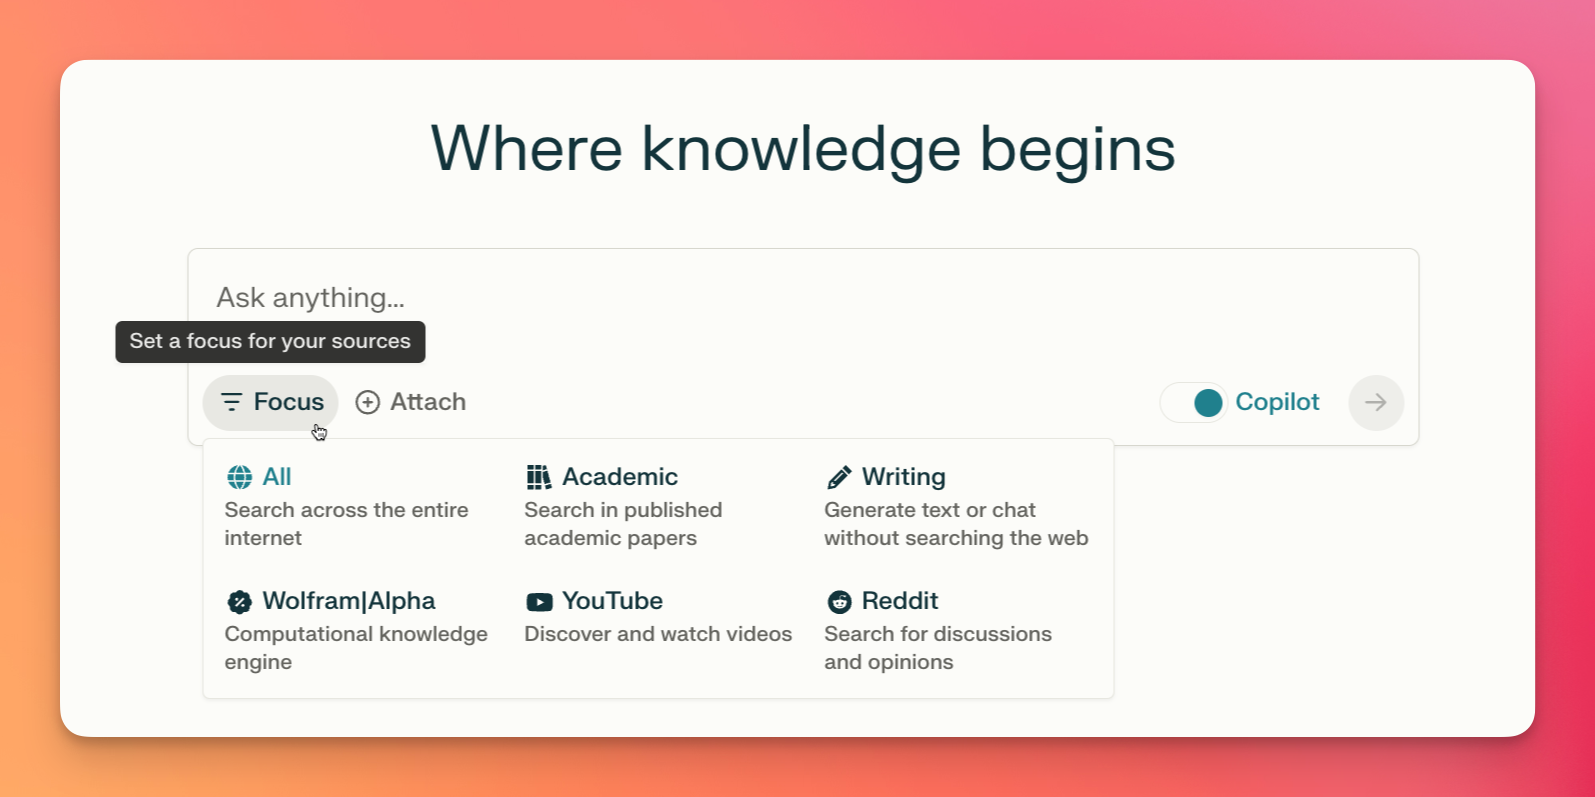 Where knowledge begins
Ask anything...
Set a focus for your sources
Focus
Attach
Copilot
All
Search across the entire
internet
Academic
Search in published
academic papers
Writing
Generate text or chat
without searching the web
Wolfram|Alpha
Computational knowledge
engine
YouTube
Discover and watch videos
Reddit
Search for discussions
and opinions